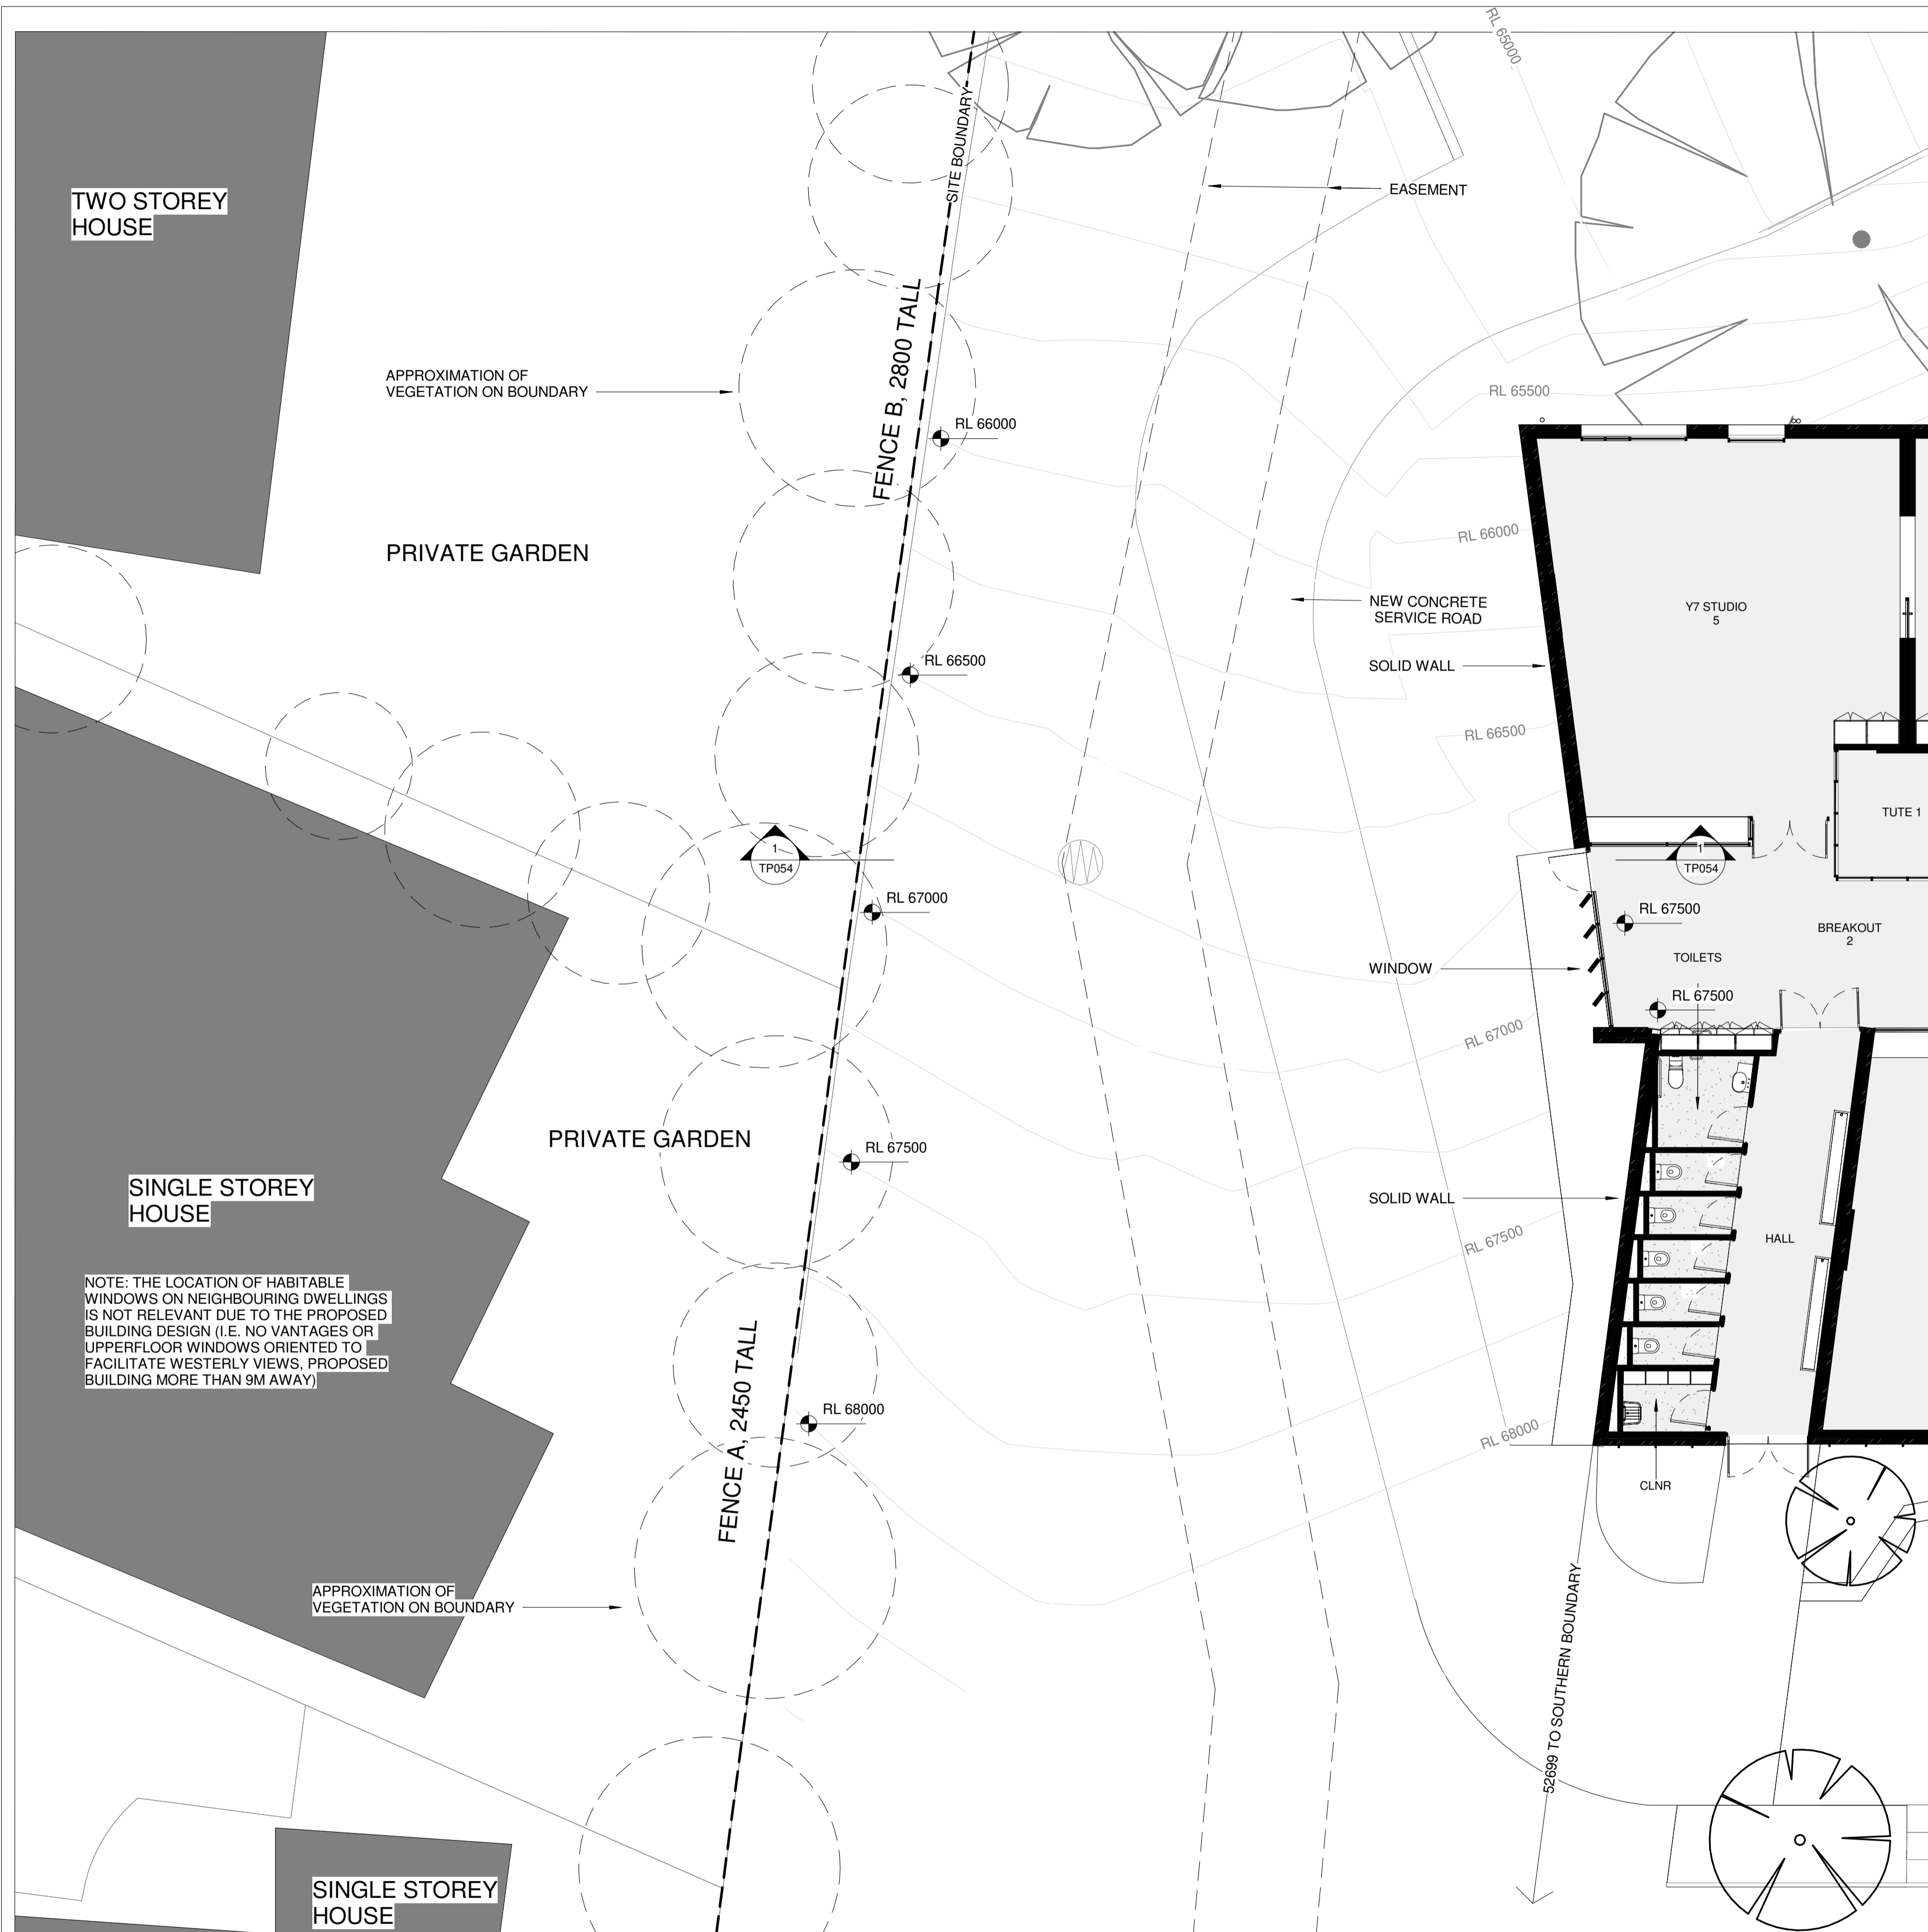 RL 65000
SITE BOUNDARY
TWO STOREY
HOUSE
EASEMENT
FENCE B, 2800 TALL
APPROXIMATION OF
VEGETATION ON BOUNDARY
RL 65500
RL 66000
PRIVATE GARDEN
RL 66000
NEW CONCRETE
SERVICE ROAD
Y7 STUDIO
5
RL 66500
SOLID WALL
RL 66500
TUTE 1
1
TP054
1
TP054
RL 67000
RL 67500
BREAKOUT
2
TOILETS
WINDOW
RL 67500
RL 67000
PRIVATE GARDEN
RL 67500
SINGLE STOREY
HOUSE
SOLID WALL
RL 67500
HALL
NOTE: THE LOCATION OF HABITABLE
WINDOWS ON NEIGHBOURING DWELLINGS
IS NOT RELEVANT DUE TO THE PROPOSED
BUILDING DESIGN (I.E. NO VANTAGES OR
UPPERFLOOR WINDOWS ORIENTED TO
FACILITATE WESTERLY VIEWS, PROPOSED
BUILDING MORE THAN 9M AWAY)
FENCE A, 2450 TALL
RL 68000
RL 68000
CLNR
APPROXIMATION OF
VEGETATION ON BOUNDARY
52699 TO SOUTHERN BOUNDARY
SINGLE STOREY
HOUSE